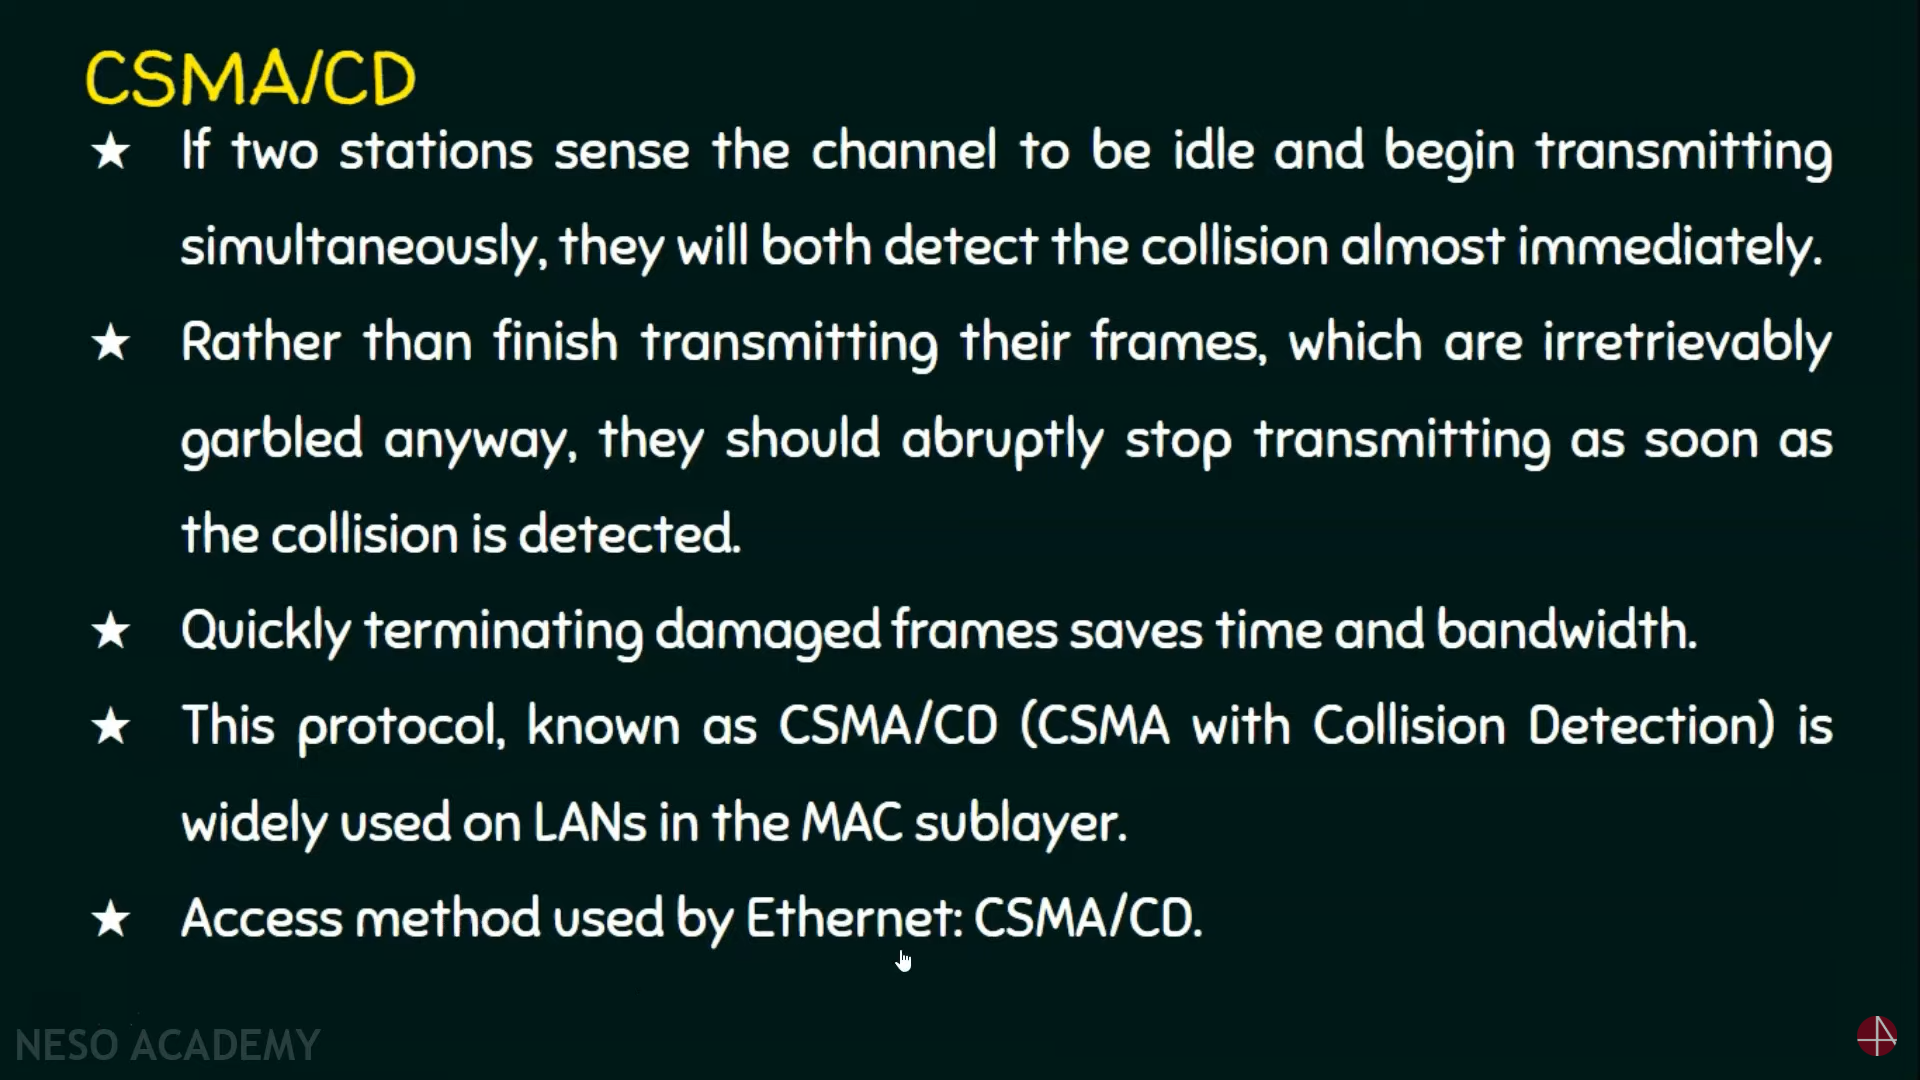 CSMA/CD
★ If two stations sense the channel to be idle and begin transmitting
simultaneously, they will both detect the collision almost immediately.
★ Rather than finish transmitting their frames, which are irretrievably
garbled anyway, they should abruptly stop transmitting as soon as
the collision is detected.
★ Quickly terminating damaged frames saves time and bandwidth.
★ This protocol, known as CSMA/CD (CSMA with Collision Detection) is
widely used on LANs in the MAC sublayer.
★ Access method used by Ethernet: CSMA/CD.
NESO ACADEMY